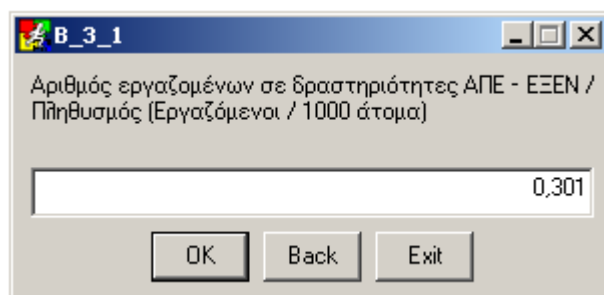 B_3_1
Αριθμός εργαζομένων σε δραστηριότητες ΑΠΕ - ΕΞΕΝ /
Πληθυσμός (Εργαζόμενοι / 1000 άτομα)
0,301
OK Back Exit